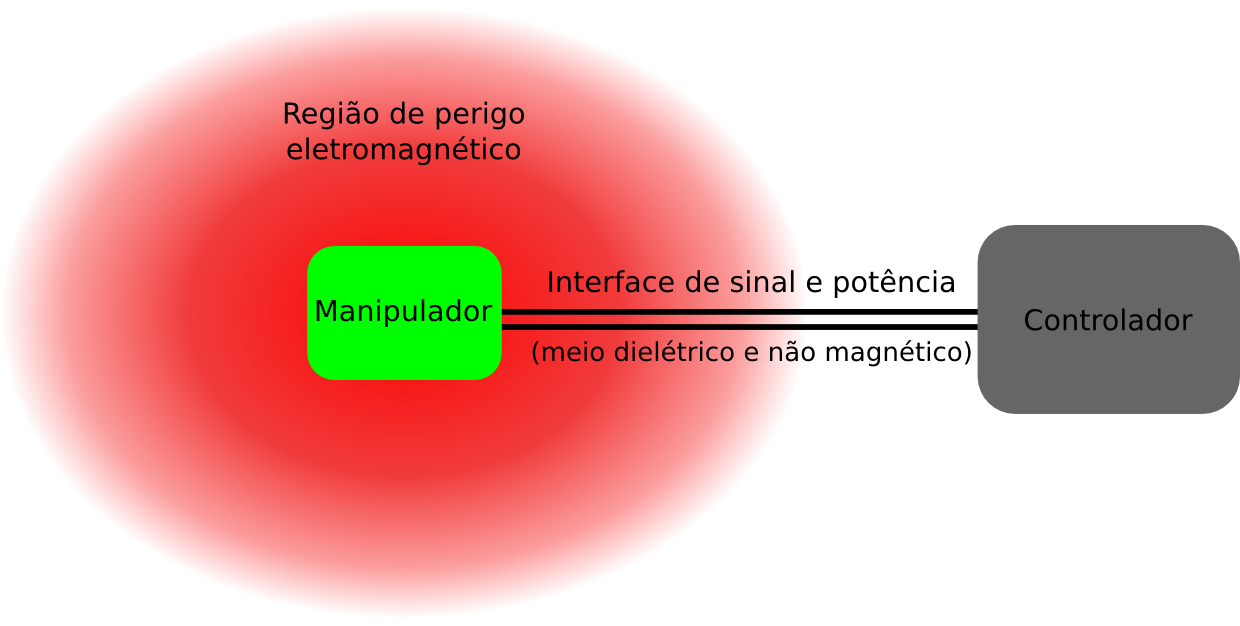 Região de perigo
eletromagnético
Interface de sinal e potência
Manipulador
Controlador
(meio dielétrico e não magnético)